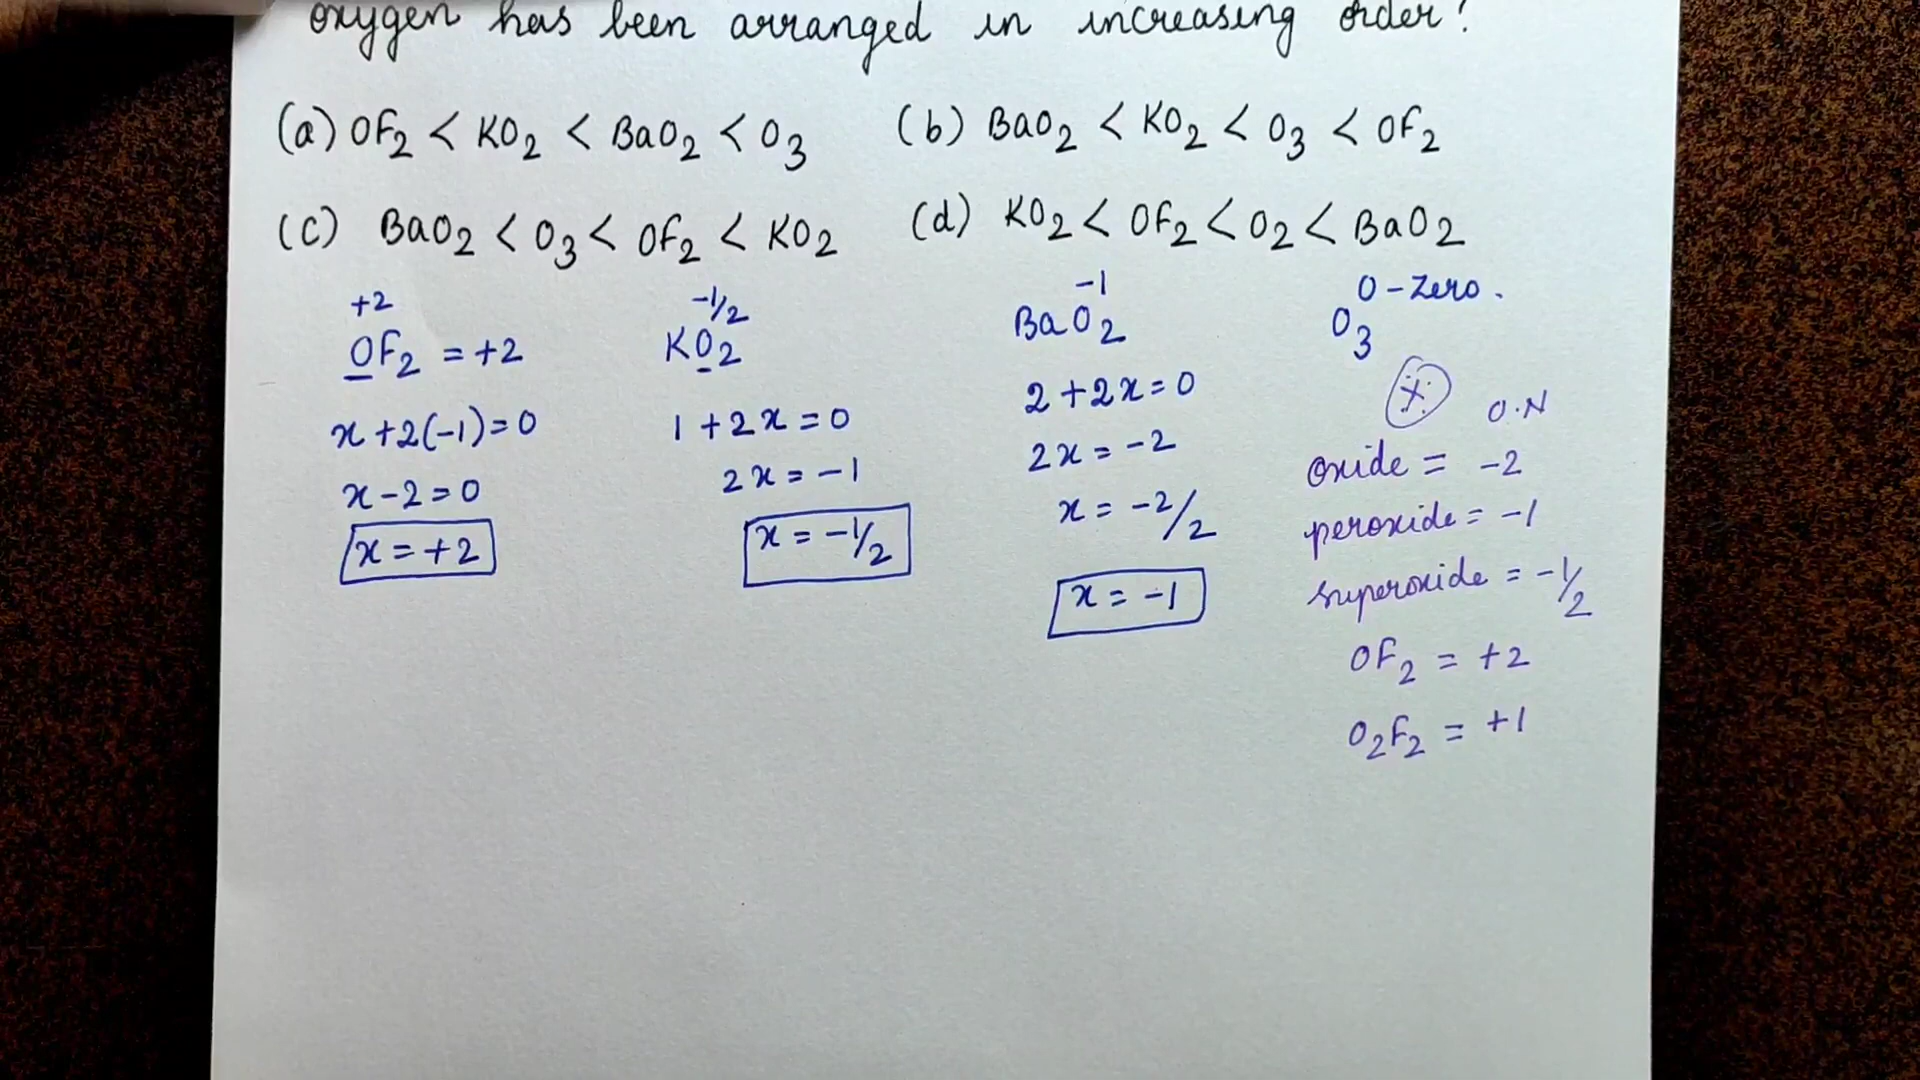 oxygen has been arranged in increasing order?
(a) OF₂ < KO₂ < BaO₂ < O₃
(b) BaO₂ < KO₂ < O₃ < OF₂
(c) BaO₂ < O₃ < OF₂ < KO₂
(d) KO₂ < OF₂ < O₂ < BaO₂
+2
OF₂ = +2
x + 2(-1) = 0
x - 2 = 0
x = +2
-1/2
KO₂
1 + 2x = 0
2x = -1
x = -1/2
-1
BaO₂
2 + 2x = 0
2x = -2
x = -2/2
x = -1
0 - Zero.
O₃
O.N
oxide = -2
peroxide = -1
superoxide = -1/2
OF₂ = +2
O₂F₂ = +1